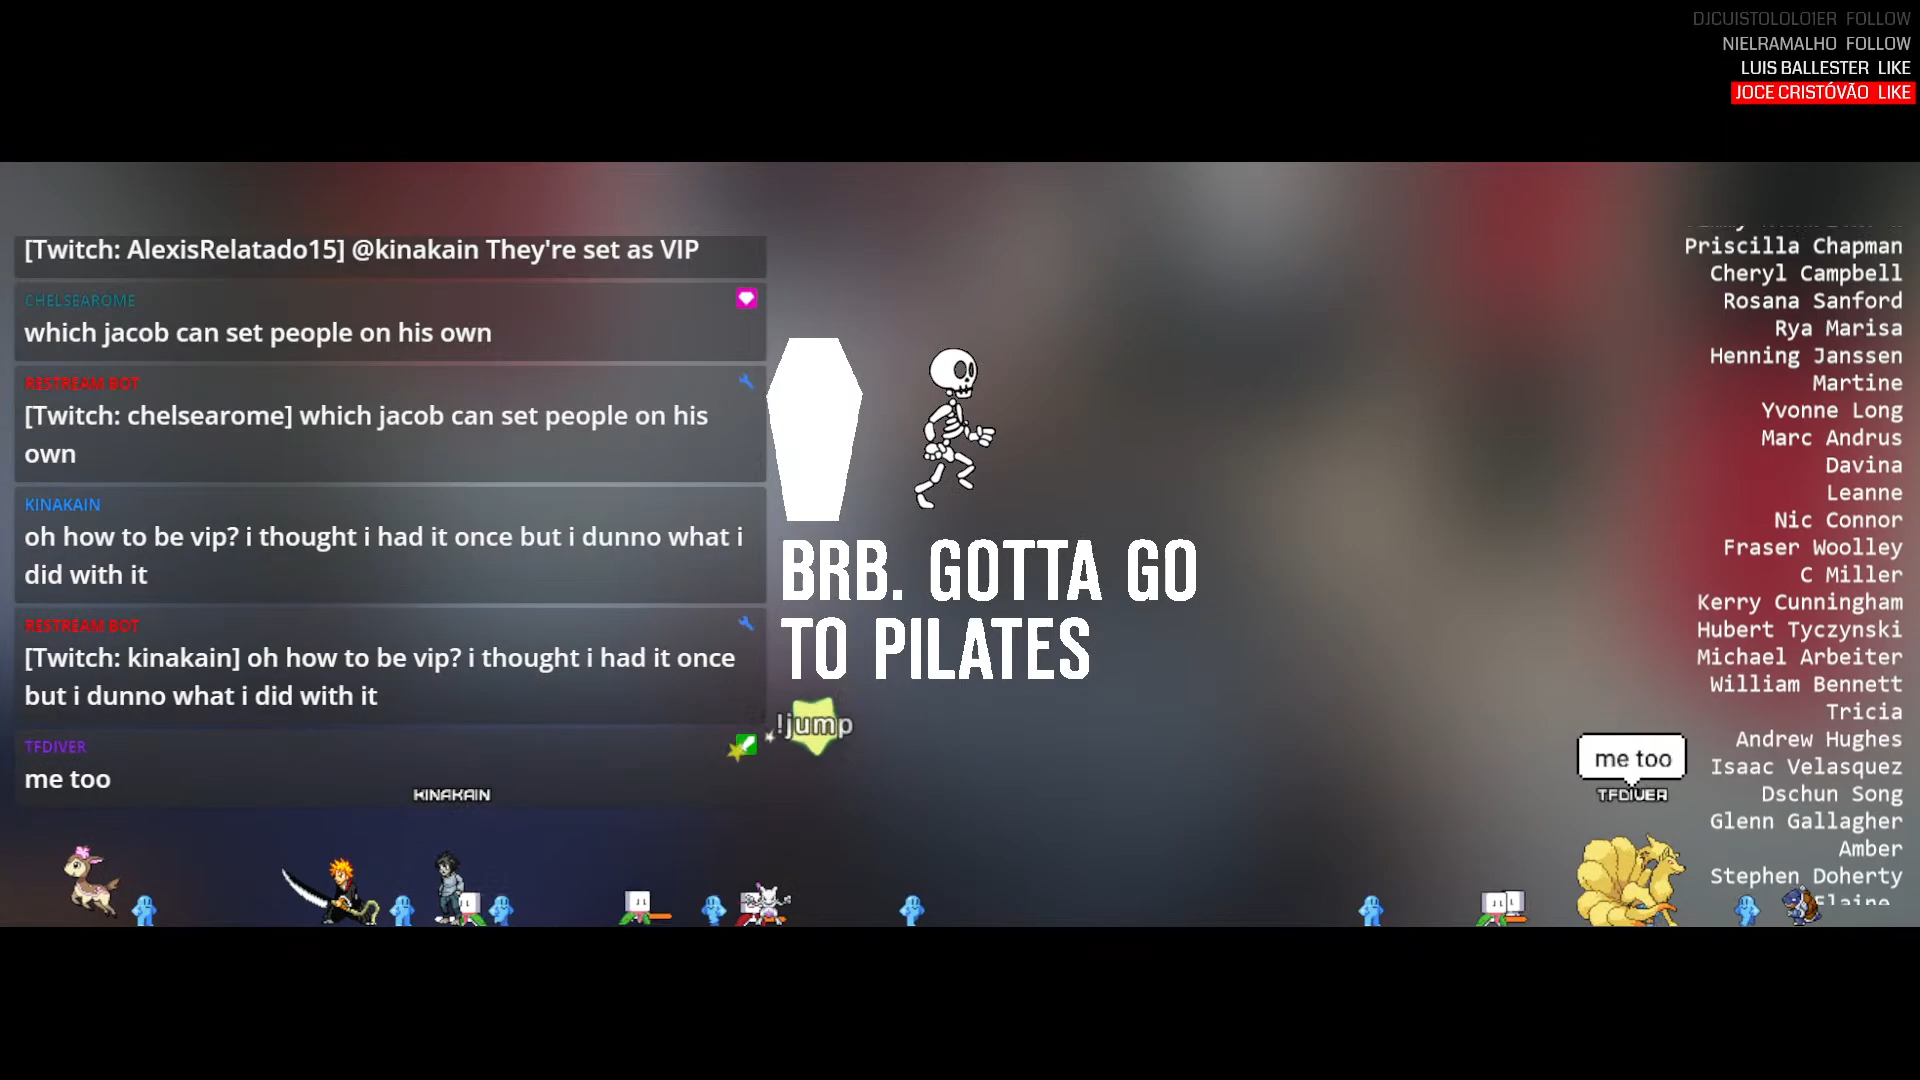 DJCUISTOLOLO1ER FOLLOW
NIELRAMALHO FOLLOW
LUIS BALLESTER LIKE
JOCE CRISTÓVÃO LIKE
[Twitch: AlexisRelatado15] @kinakain They're set as VIP
CHELSEAROME
which jacob can set people on his own
RESTREAM BOT
[Twitch: chelsearome] which jacob can set people on his
own
KINAKAIN
oh how to be vip? i thought i had it once but i dunno what i
did with it
RESTREAM BOT
[Twitch: kinakain] oh how to be vip? i thought i had it once
but i dunno what i did with it
TFDIVER
me too
KINAKAIN
BRB. GOTTA GO
TO PILATES
!jump
me too
TFDIVER
Priscilla Chapman
Cheryl Campbell
Rosana Sanford
Rya Marisa
Henning Janssen
Martine
Yvonne Long
Marc Andrus
Davina
Leanne
Nic Connor
Fraser Woolley
C Miller
Kerry Cunningham
Hubert Tyczynski
Michael Arbeiter
William Bennett
Tricia
Andrew Hughes
Isaac Velasquez
Dschun Song
Glenn Gallagher
Amber
Stephen Doherty
Elaine